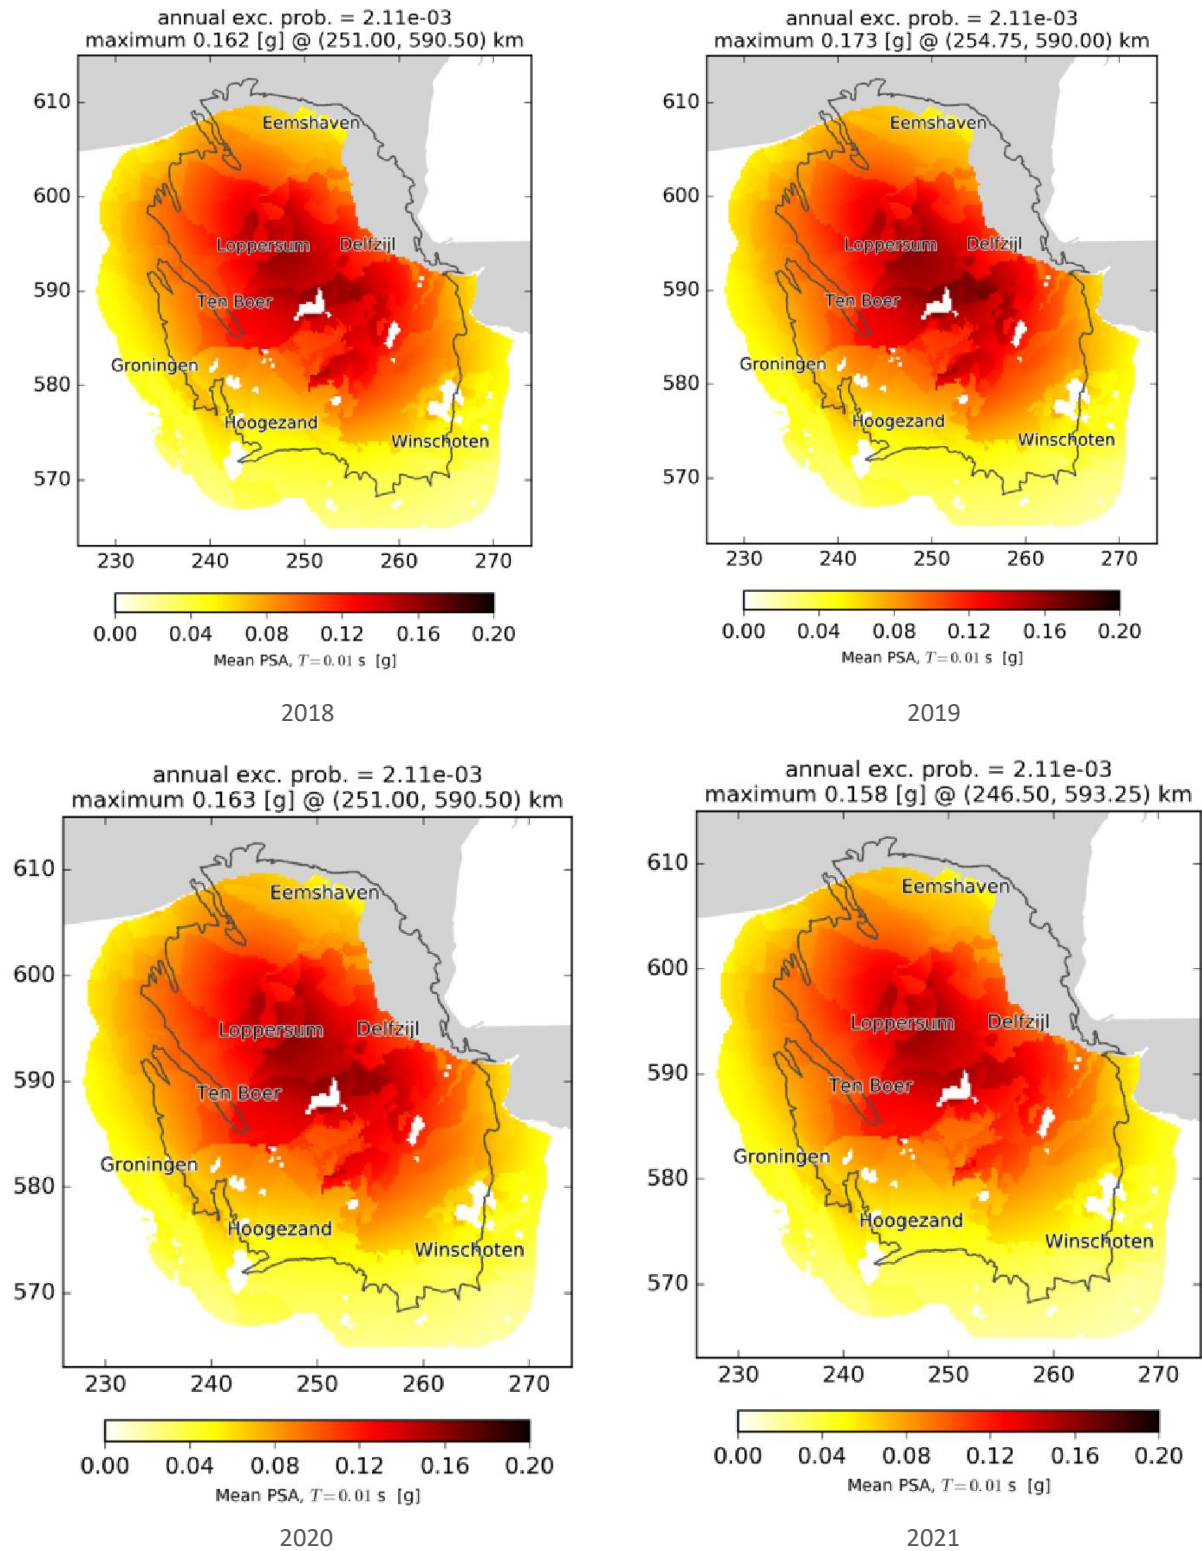 annual exc. prob. = 2.11e-03
maximum 0.162 [g] @ (251.00, 590.50) km
610
600
590
580
570
Eemshaven
Loppersum
Delfzijl
Ten Boer
Groningen
Hoogezand
Winschoten
230 240 250 260 270
0.00 0.04 0.08 0.12 0.16 0.20
Mean PSA, T=0.01 s [g]
2018
annual exc. prob. = 2.11e-03
maximum 0.173 [g] @ (254.75, 590.00) km
610
600
590
580
570
Eemshaven
Loppersum
Delfzijl
Ten Boer
Groningen
Hoogezand
Winschoten
230 240 250 260 270
0.00 0.04 0.08 0.12 0.16 0.20
Mean PSA, T=0.01 s [g]
2019
annual exc. prob. = 2.11e-03
maximum 0.163 [g] @ (251.00, 590.50) km
610
600
590
580
570
Eemshaven
Loppersum
Delfzijl
Ten Boer
Groningen
Hoogezand
Winschoten
230 240 250 260 270
0.00 0.04 0.08 0.12 0.16 0.20
Mean PSA, T=0.01 s [g]
2020
annual exc. prob. = 2.11e-03
maximum 0.158 [g] @ (246.50, 593.25) km
610
600
590
580
570
Eemshaven
Loppersum
Delfzijl
Ten Boer
Groningen
Hoogezand
Winschoten
230 240 250 260 270
0.00 0.04 0.08 0.12 0.16 0.20
Mean PSA, T=0.01 s [g]
2021